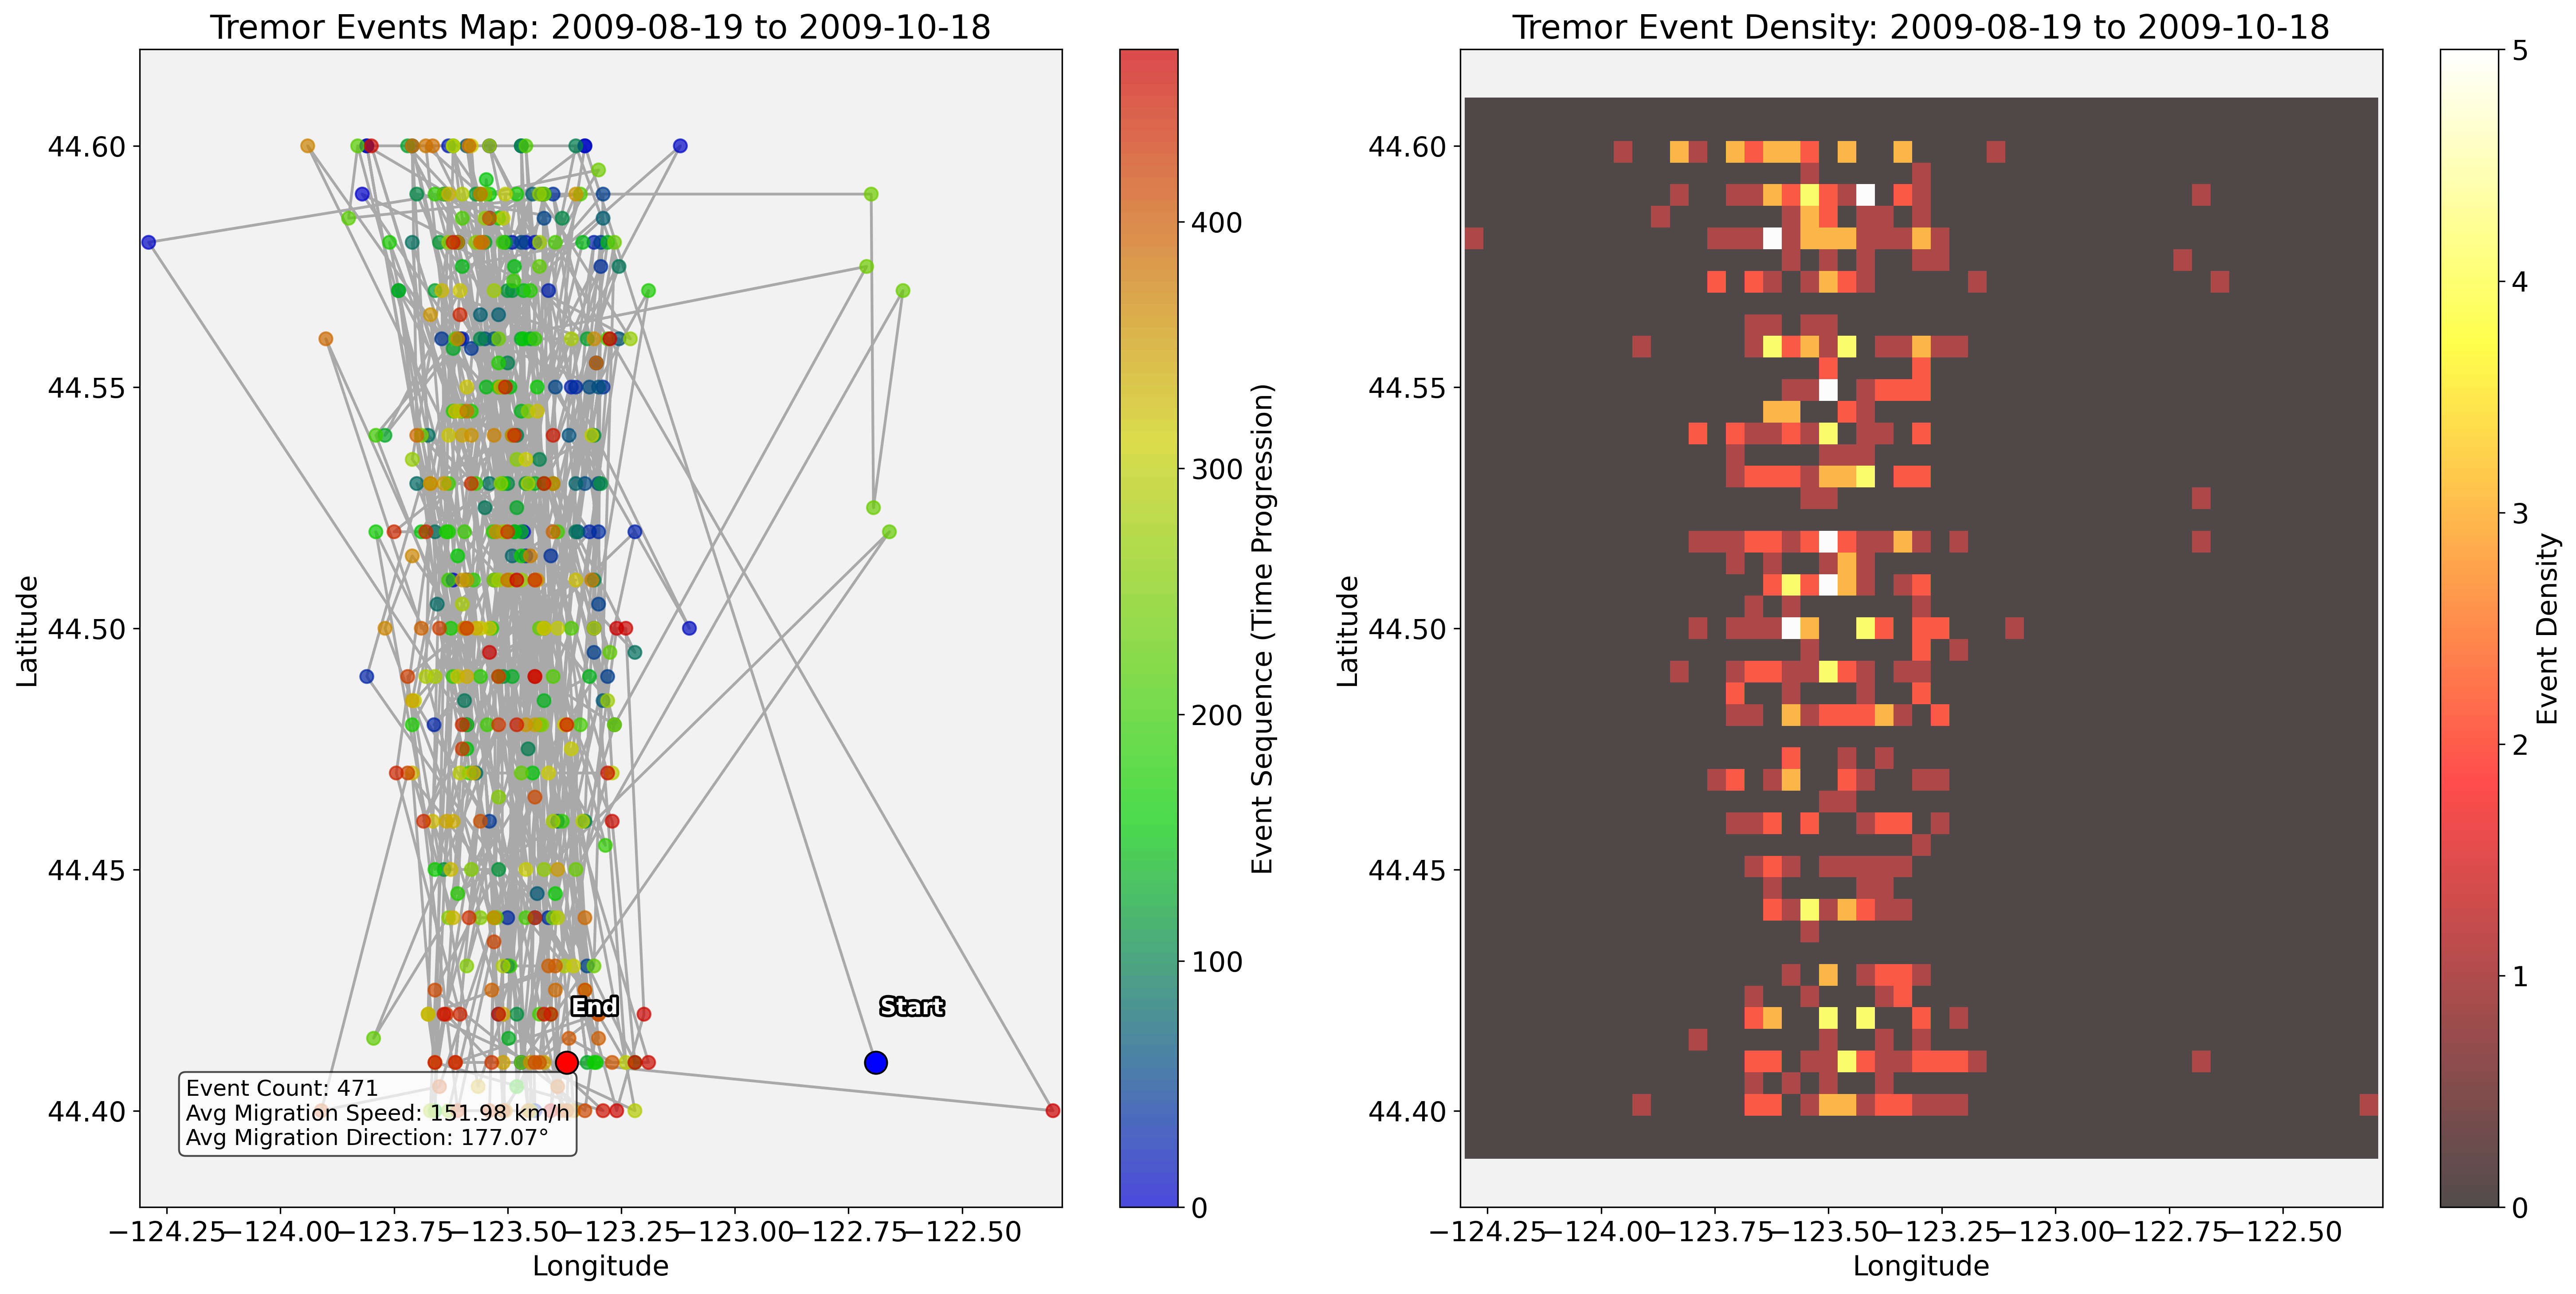 Tremor Events Map: 2009-08-19 to 2009-10-18
44.60
44.55
44.50
44.45
44.40
Latitude
End
Start
Event Count: 471
Avg Migration Speed: 151.98 km/h
Avg Migration Direction: 177.07°
−124.25
−124.00
−123.75
−123.50
−123.25
−123.00
−122.75
−122.50
Longitude
400
300
200
100
0
Event Sequence (Time Progression)
Tremor Event Density: 2009-08-19 to 2009-10-18
44.60
44.55
44.50
44.45
44.40
Latitude
−124.25
−124.00
−123.75
−123.50
−123.25
−123.00
−122.75
−122.50
Longitude
5
4
3
2
1
0
Event Density